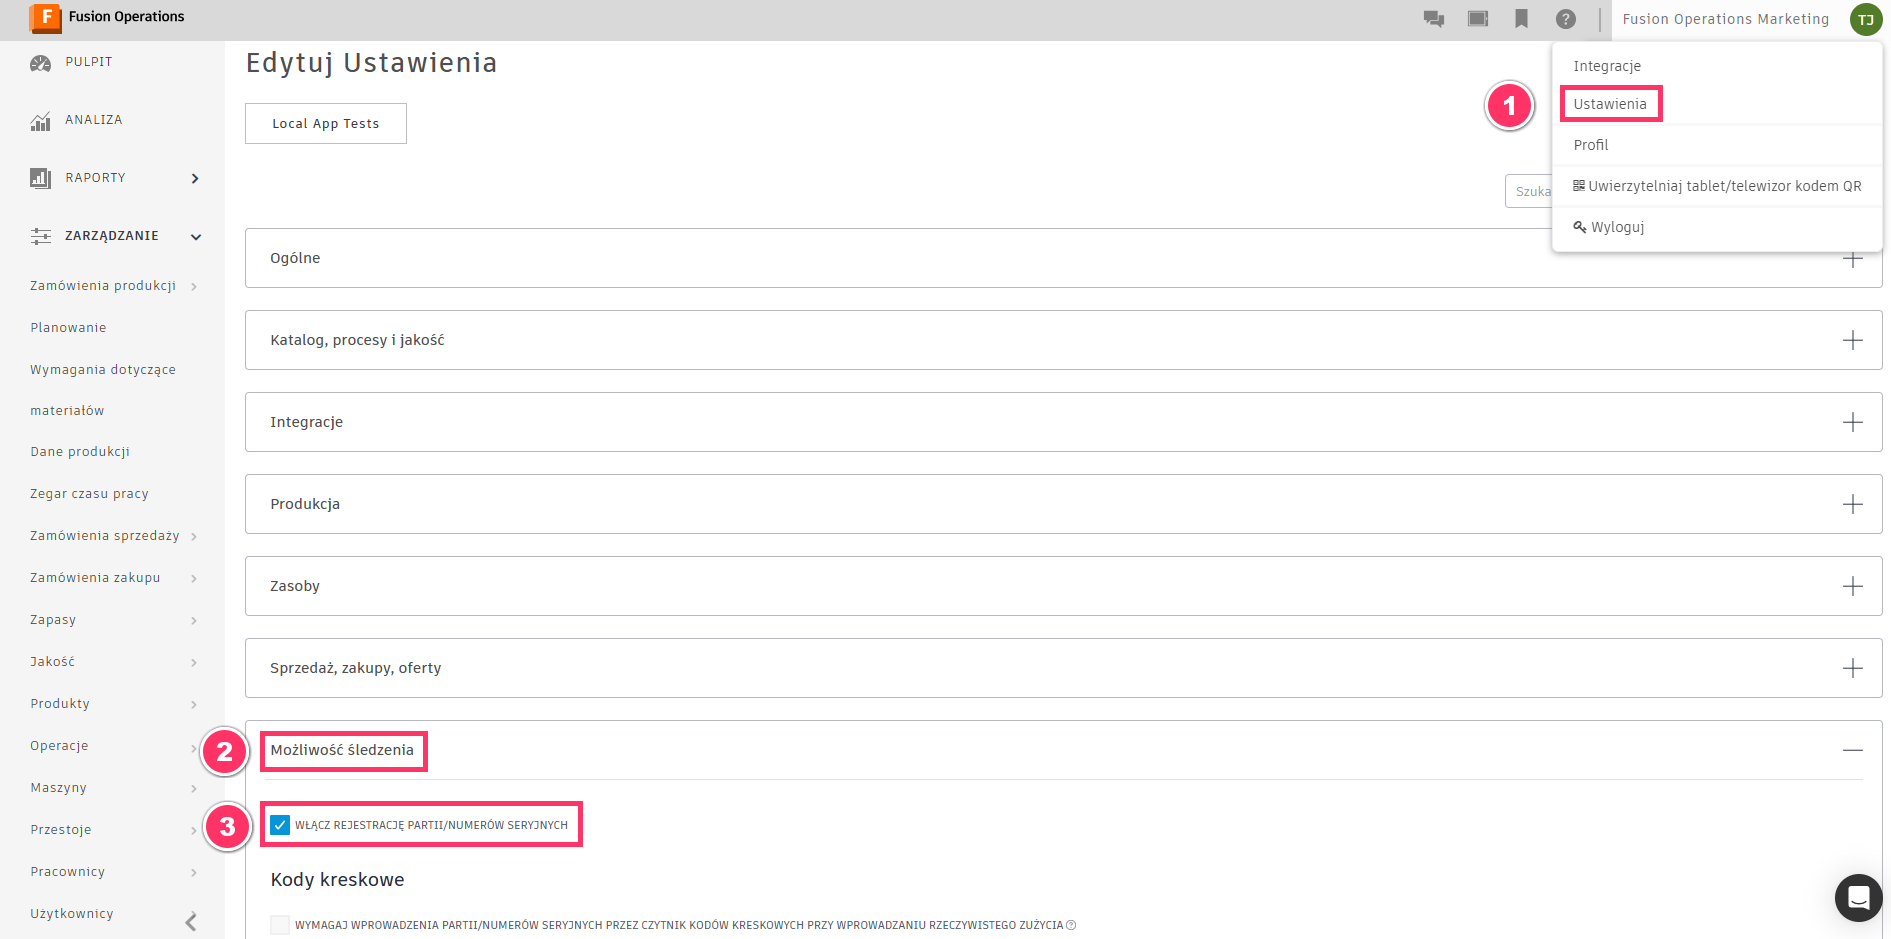 F
Fusion Operations
Fusion Operations Marketing
TJ
PULPIT
ANALIZA
RAPORTY
ZARZĄDZANIE
Zamówienia produkcji
Planowanie
Wymagania dotyczące
materiałów
Dane produkcji
Zegar czasu pracy
Zamówienia sprzedaży
Zamówienia zakupu
Zapasy
Jakość
Produkty
Operacje
Maszyny
Przestoje
Pracownicy
Użytkownicy
Edytuj Ustawienia
Local App Tests
Szuka
1
Integracje
Ustawienia
Profil
Uwierzytelniaj tablet/telewizor kodem QR
Wyloguj
Ogólne
Katalog, procesy i jakość
Integracje
Produkcja
Zasoby
Sprzedaż, zakupy, oferty
2
Możliwość śledzenia
3
WŁĄCZ REJESTRACJĘ PARTII/NUMERÓW SERYJNYCH
Kody kreskowe
WYMAGAJ WPROWADZENIA PARTII/NUMERÓW SERYJNYCH PRZEZ CZYTNIK KODÓW KRESKOWYCH PRZY WPROWADZANIU RZECZYWISTEGO ZUŻYCIA